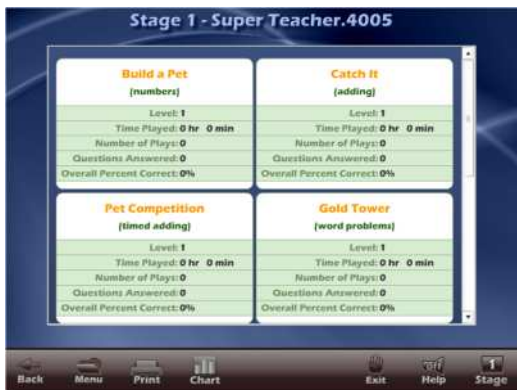 Stage 1 - Super Teacher.4005
Build a Pet
(numbers)
Level: 1
Time Played: 0 hr 0 min
Number of Plays: 0
Questions Answered: 0
Overall Percent Correct: 0%
Catch It
(adding)
Level: 1
Time Played: 0 hr 0 min
Number of Plays: 0
Questions Answered: 0
Overall Percent Correct: 0%
Pet Competition
(timed adding)
Level: 1
Time Played: 0 hr 0 min
Number of Plays: 0
Questions Answered: 0
Overall Percent Correct: 0%
Gold Tower
(word problems)
Level: 1
Time Played: 0 hr 0 min
Number of Plays: 0
Questions Answered: 0
Overall Percent Correct: 0%
Back
Menu
Print
Chart
Exit
Help
1
Stage